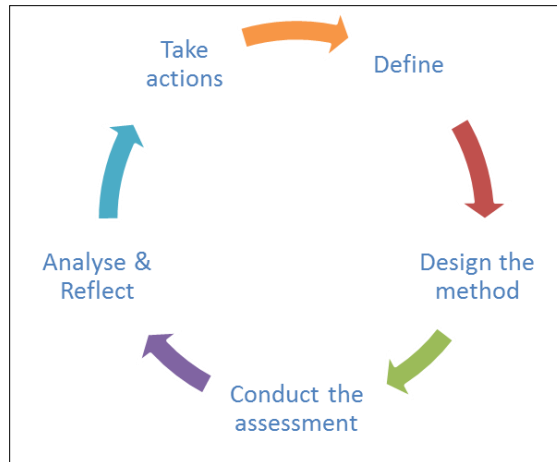 Take
actions
Define
Design the
method
Conduct the
assessment
Analyse &
Reflect